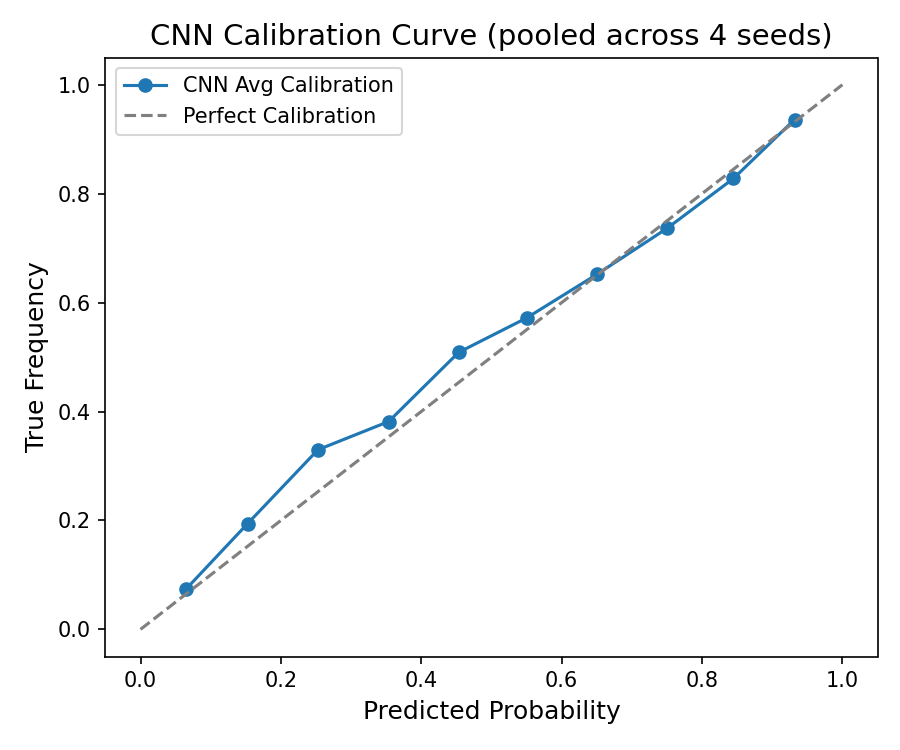 CNN Calibration Curve (pooled across 4 seeds)
CNN Avg Calibration
Perfect Calibration
True Frequency
1.0
0.8
0.6
0.4
0.2
0.0
0.0 0.2 0.4 0.6 0.8 1.0
Predicted Probability